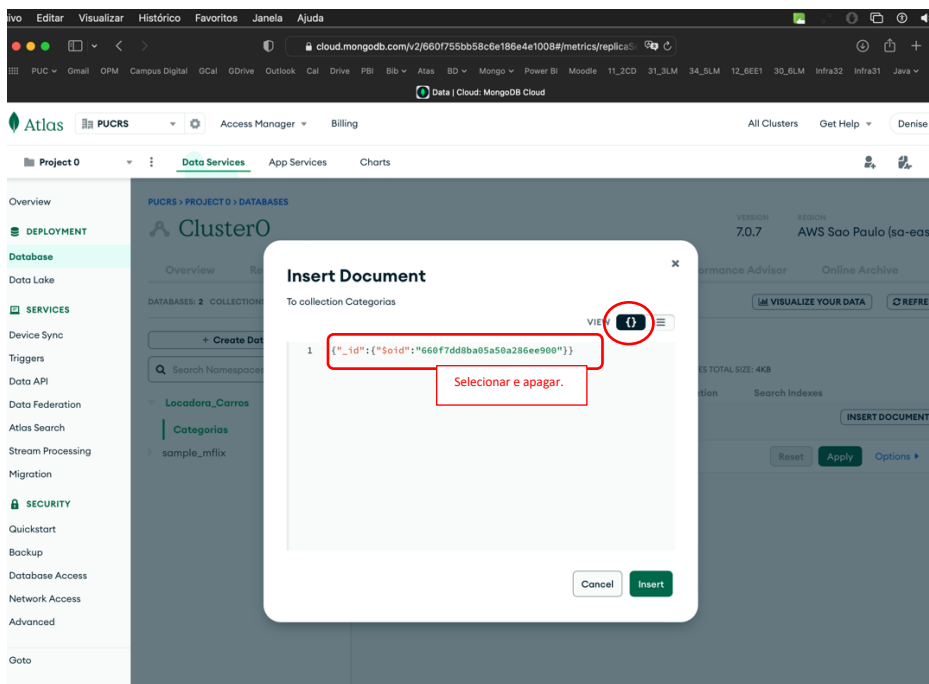 ivo Editar Visualizar Histórico Favoritos Janela Ajuda
cloud.mongodb.com/v2/660f755bb58c6e186e4e1008#/metrics/replicaS
PUC Gmail OPM Campus Digital GCal GDrive Outlook Cal Drive PBI Bib Atas BD Mongo Power BI Moodle 11_2CD 31_3LM 34_5LM 12_6EE1 30_6LM Infra32 Infra31 Java
Data | Cloud: MongoDB Cloud
Atlas PUCRS Access Manager Billing All Clusters Get Help Denise
Project 0 Data Services App Services Charts
Overview
DEPLOYMENT
Database
Data Lake
SERVICES
Device Sync
Triggers
Data API
Data Federation
Atlas Search
Stream Processing
Migration
SECURITY
Quickstart
Backup
Database Access
Network Access
Advanced
Goto
PUCRS > PROJECT 0 > DATABASES
Cluster0
VERSION REGION
7.0.7 AWS Sao Paulo (sa-eas
Overview Re ormance Advisor Online Archive
DATABASES: 2 COLLECTION VISUALIZE YOUR DATA REFRE
+ Create Dat
Search Namespaces
Locadora_Carros
Categorias
sample_mflix
ES TOTAL SIZE: 4KB
tion Search Indexes
INSERT DOCUMENT
Reset Apply Options
Insert Document
To collection Categorias
VIEW {}
1 {"_id":{"$oid":"660f7dd8ba05a50a286ee900"}}
Selecionar e apagar.
Cancel Insert